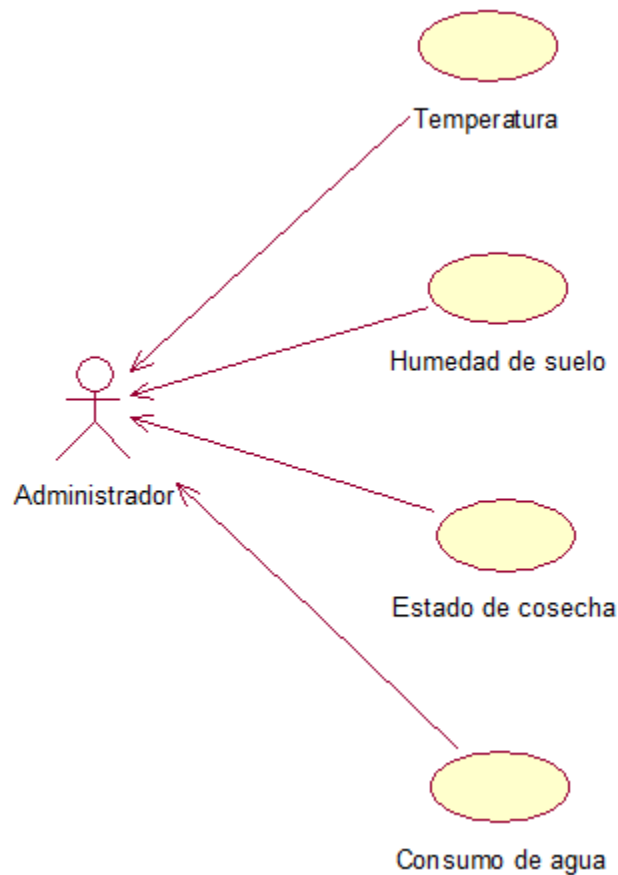 Temperatura
Humedad de suelo
Administrador
Estado de cosecha
Consumo de agua